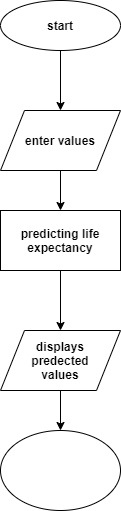 start
enter values
predicting life
expectancy
displays
predected
values